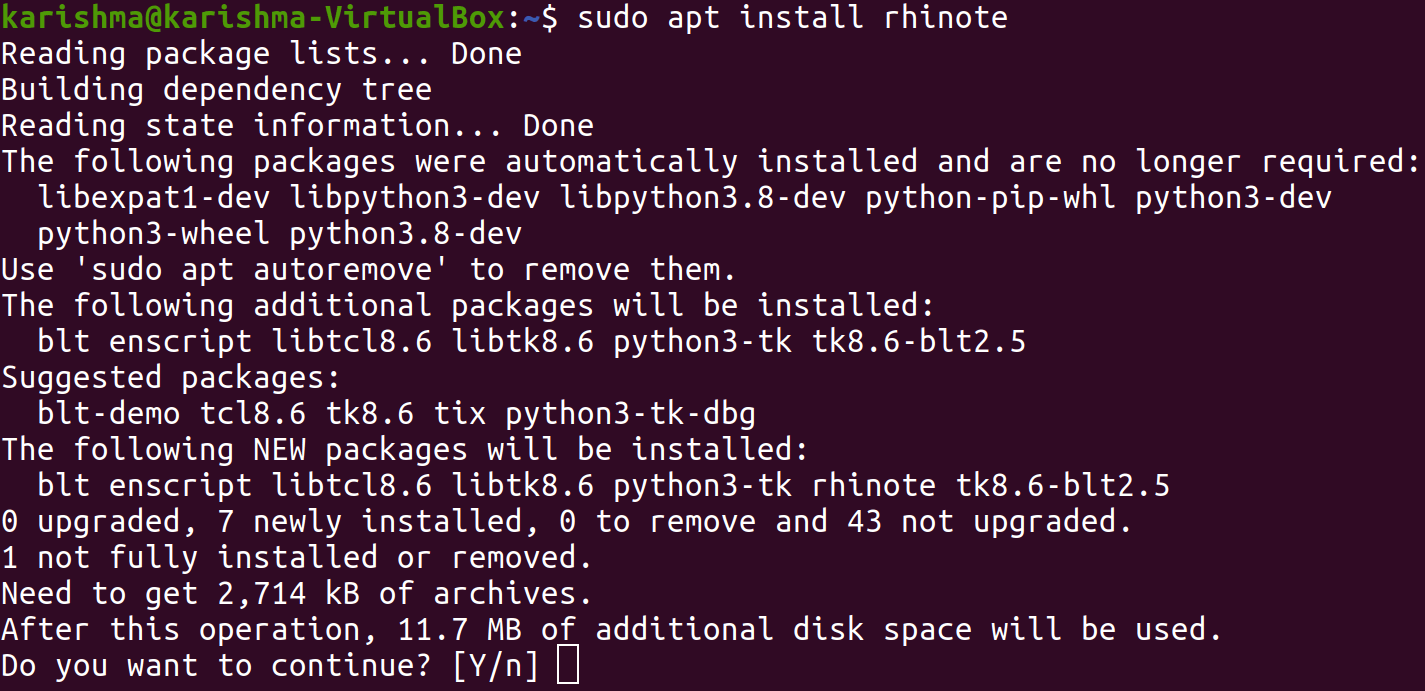 karishma@karishma-VirtualBox:~$ sudo apt install rhinote
Reading package lists... Done
Building dependency tree
Reading state information... Done
The following packages were automatically installed and are no longer required:
  libexpat1-dev libpython3-dev libpython3.8-dev python-pip-whl python3-dev
  python3-wheel python3.8-dev
Use 'sudo apt autoremove' to remove them.
The following additional packages will be installed:
  blt enscript libtcl8.6 libtk8.6 python3-tk tk8.6-blt2.5
Suggested packages:
  blt-demo tcl8.6 tk8.6 tix python3-tk-dbg
The following NEW packages will be installed:
  blt enscript libtcl8.6 libtk8.6 python3-tk rhinote tk8.6-blt2.5
0 upgraded, 7 newly installed, 0 to remove and 43 not upgraded.
1 not fully installed or removed.
Need to get 2,714 kB of archives.
After this operation, 11.7 MB of additional disk space will be used.
Do you want to continue? [Y/n]